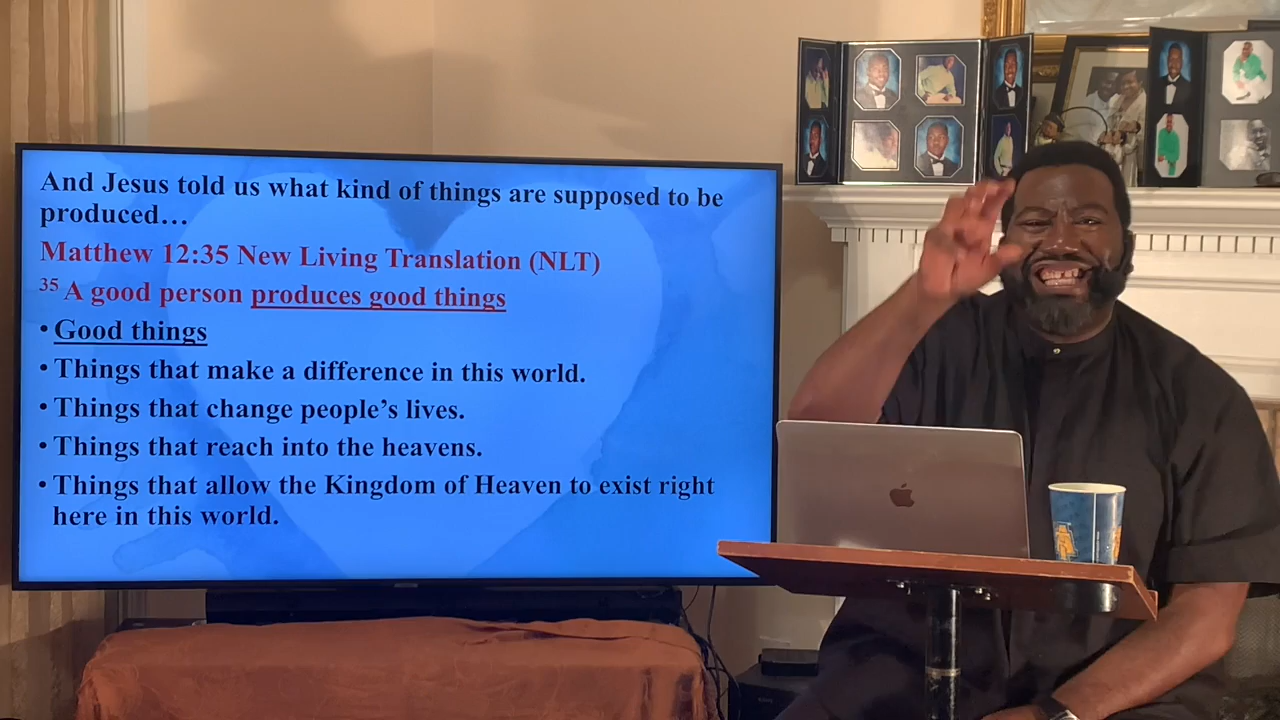 And Jesus told us what kind of things are supposed to be
produced…
Matthew 12:35 New Living Translation (NLT)
35 A good person produces good things
• Good things
• Things that make a difference in this world.
• Things that change people's lives.
• Things that reach into the heavens.
• Things that allow the Kingdom of Heaven to exist right
here in this world.